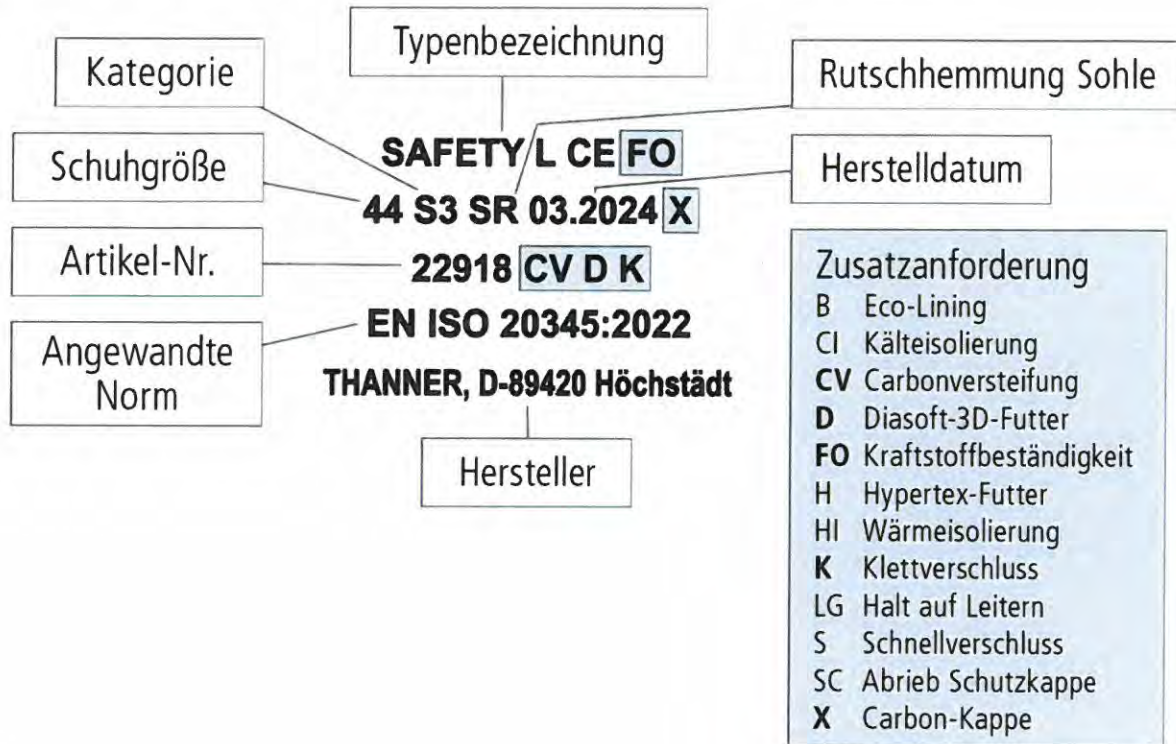 Typenbezeichnung
Kategorie
Rutschhemmung Sohle
Schuhgröße
SAFETY L CE FO
Herstelldatum
44 S3 SR 03.2024 X
Artikel-Nr.
22918 CV D K
Angewandte
Norm
EN ISO 20345:2022
THANNER, D-89420 Höchstädt
Hersteller
Zusatzanforderung
B Eco-Lining
CI Kälteisolierung
CV Carbonversteifung
D Diasoft-3D-Futter
FO Kraftstoffbeständigkeit
H Hypertex-Futter
HI Wärmeisolierung
K Klettverschluss
LG Halt auf Leitern
S Schnellverschluss
SC Abrieb Schutzkappe
X Carbon-Kappe